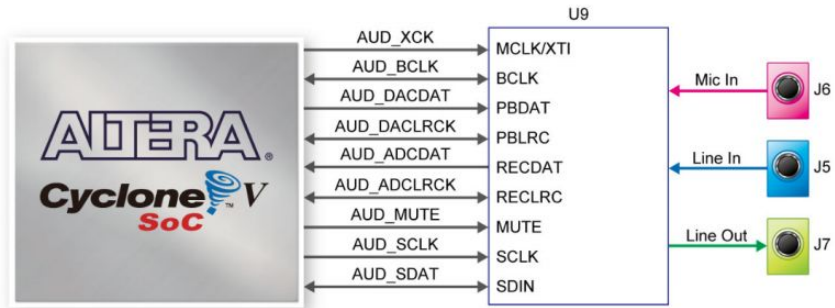 U9
AUD_XCK MCLK/XTI
AUD_BCLK BCLK Mic In J6
AUD_DACDAT PBDAT
ALTERA. AUD_DACLRCK PBLRC
AUD_ADCDAT RECDAT Line In J5
Cyclone™ V AUD_ADCLRCK RECLRC
SoC AUD_MUTE MUTE
AUD_SCLK SCLK Line Out J7
AUD_SDAT SDIN